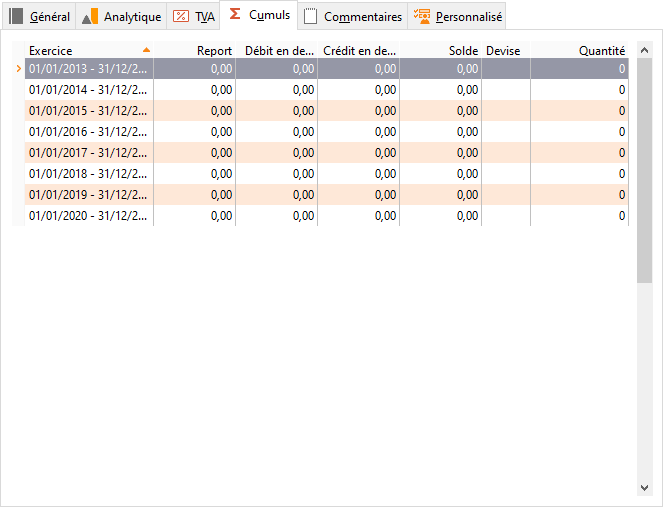 Général Analytique TVA Cumuls Commentaires Personnalisé
Exercice Report Débit en de... Crédit en de... Solde Devise Quantité
01/01/2013 - 31/12/2... 0,00 0,00 0,00 0,00 0
01/01/2014 - 31/12/2... 0,00 0,00 0,00 0,00 0
01/01/2015 - 31/12/2... 0,00 0,00 0,00 0,00 0
01/01/2016 - 31/12/2... 0,00 0,00 0,00 0,00 0
01/01/2017 - 31/12/2... 0,00 0,00 0,00 0,00 0
01/01/2018 - 31/12/2... 0,00 0,00 0,00 0,00 0
01/01/2019 - 31/12/2... 0,00 0,00 0,00 0,00 0
01/01/2020 - 31/12/2... 0,00 0,00 0,00 0,00 0